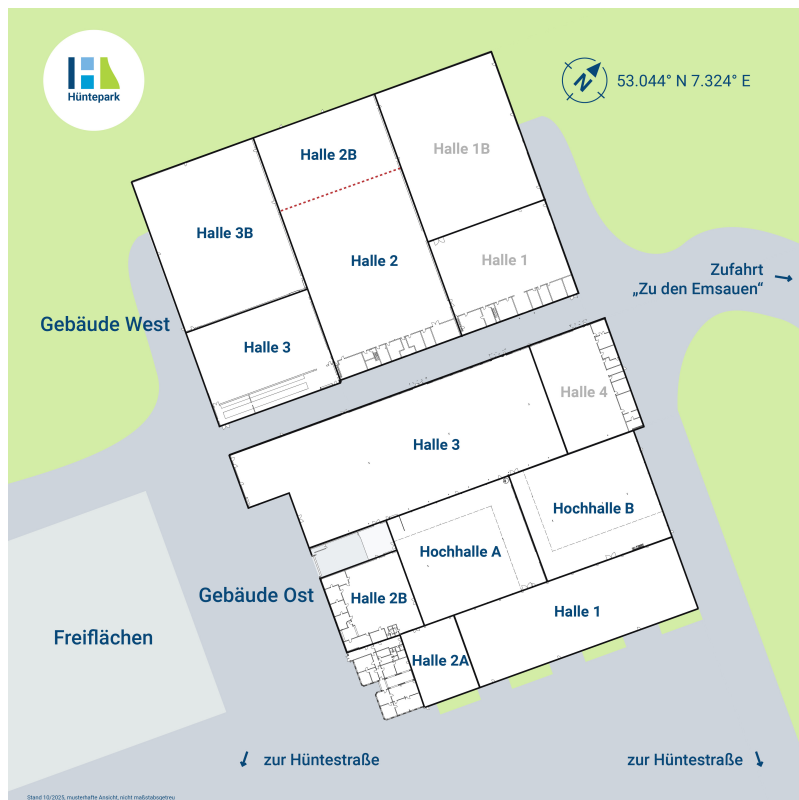 Hüntepark
N
53.044° N 7.324° E
Halle 2B
Halle 1B
Halle 3B
Halle 2
Halle 1
Zufahrt
„Zu den Emsauen“
Gebäude West
Halle 3
Halle 4
Halle 3
Hochhalle B
Hochhalle A
Gebäude Ost
Halle 2B
Halle 1
Freiflächen
Halle 2A
zur Hüntestraße
zur Hüntestraße
Stand 10/2025, musterhafte Ansicht, nicht maßstabsgetreu